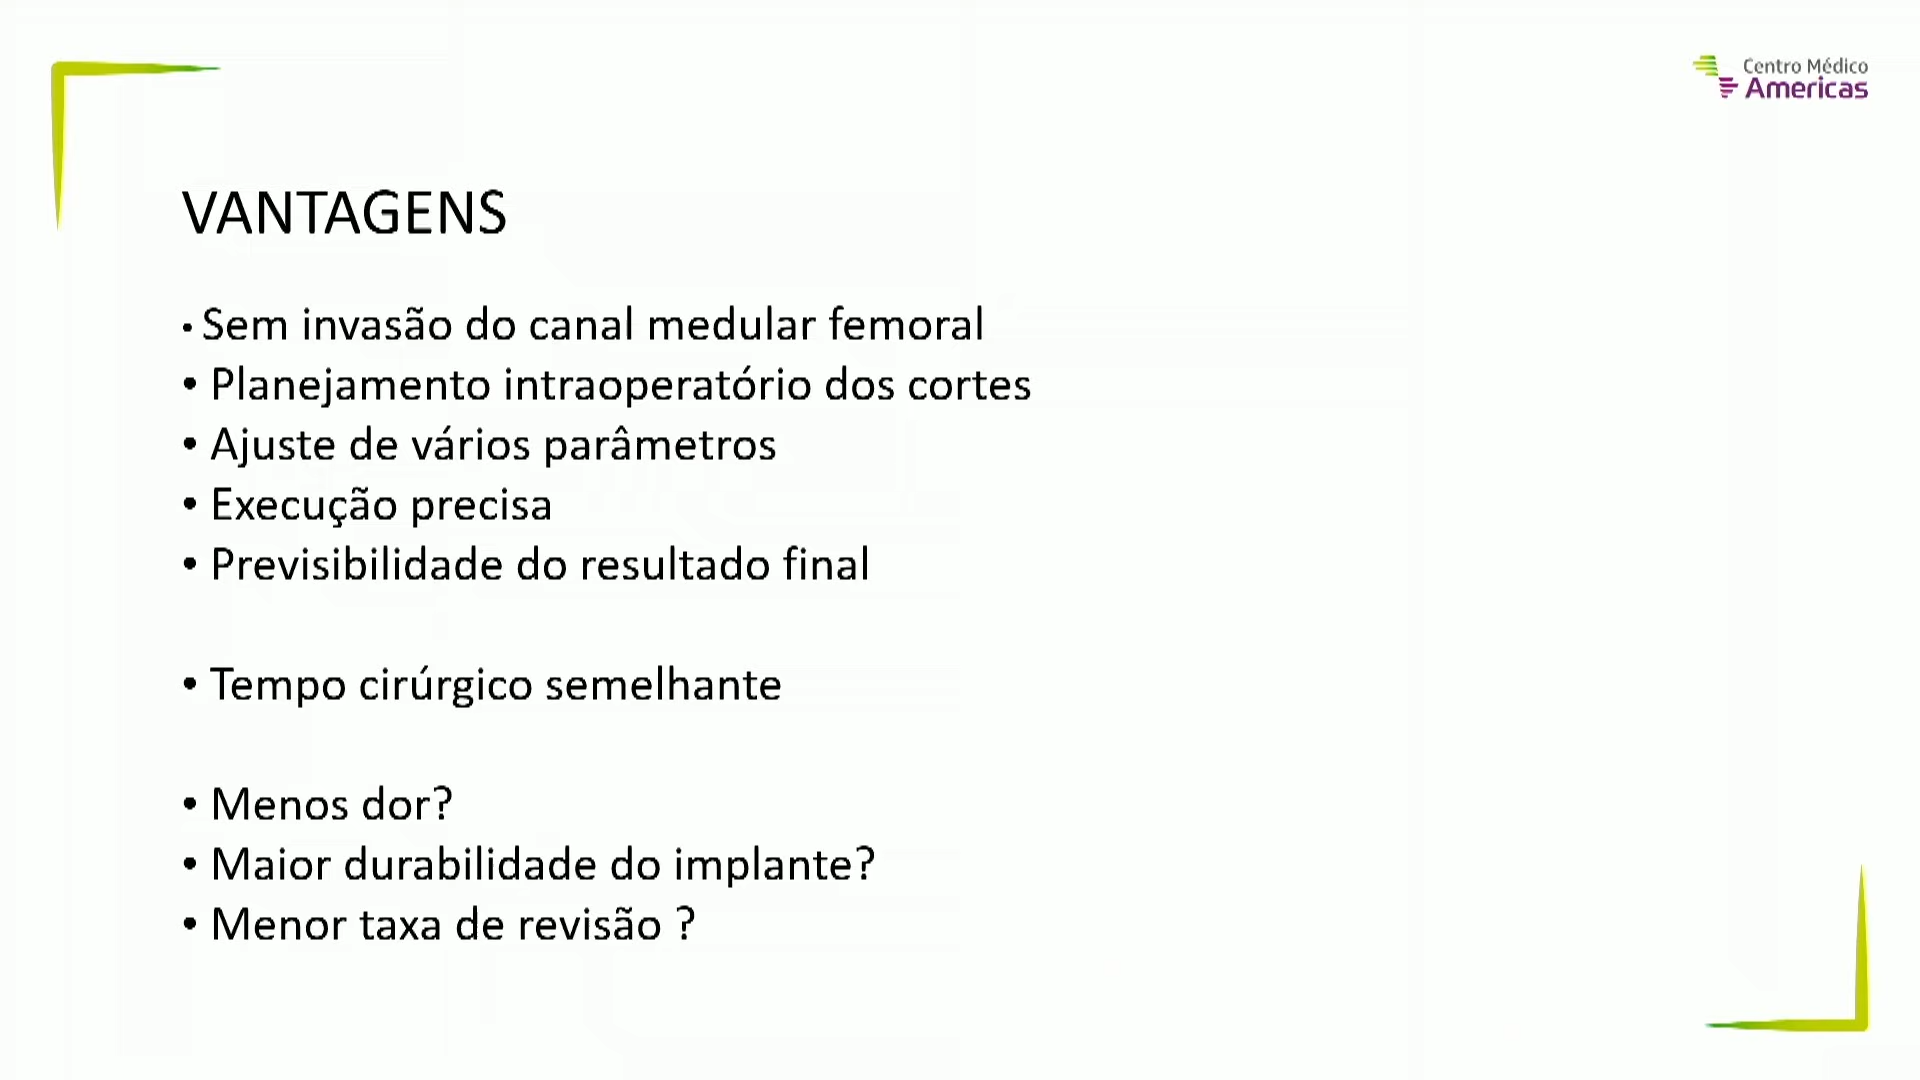 Centro Médico
Americas
VANTAGENS
• Sem invasão do canal medular femoral
• Planejamento intraoperatório dos cortes
• Ajuste de vários parâmetros
• Execução precisa
• Previsibilidade do resultado final
• Tempo cirúrgico semelhante
• Menos dor?
• Maior durabilidade do implante?
• Menor taxa de revisão ?